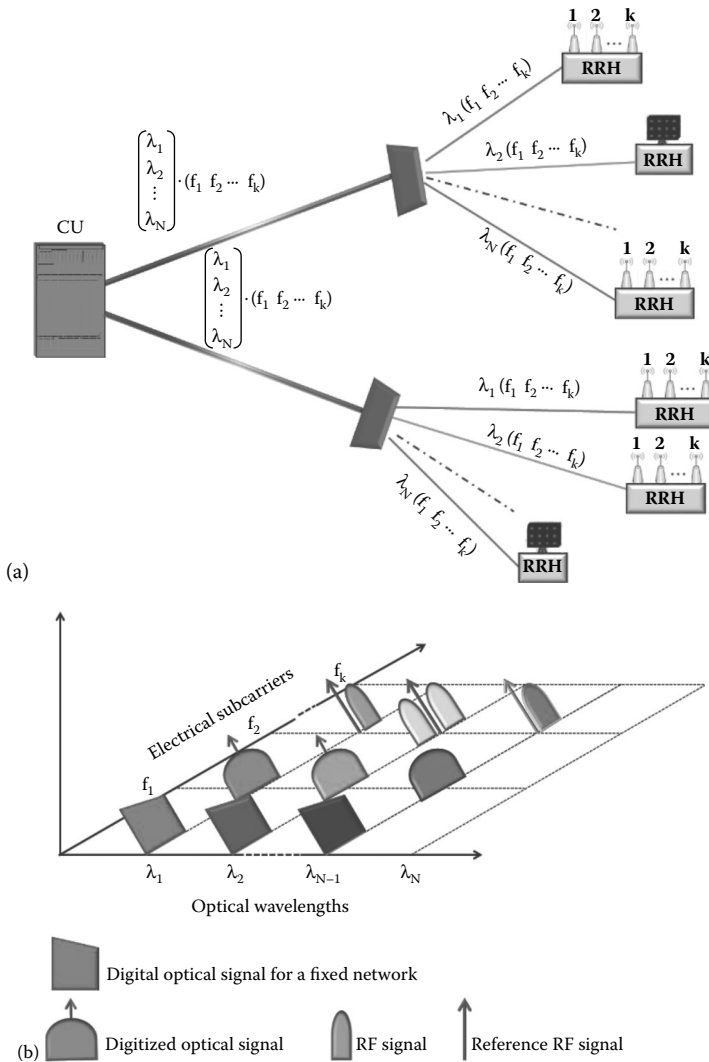 1 2 k
... 
RRH
λ1 (f1 f2 ... fk)
λ2 (f1 f2 ... fk)
RRH
λ1
λ2
⋮
λN
· (f1 f2 ... fk)
CU
λN (f1 f2 ... fk)
1 2 k
...
RRH
λ1
λ2
⋮
λN
· (f1 f2 ... fk)
1 2 k
...
RRH
λ1 (f1 f2 ... fk)
λ2 (f1 f2 ... fk)
1 2 k
...
RRH
λN (f1 f2 ... fk)
RRH
(a)
Electrical subcarriers
fk
f2
f1
λ1 λ2 λN–1 λN
Optical wavelengths
Digital optical signal for a fixed network
(b) Digitized optical signal RF signal Reference RF signal